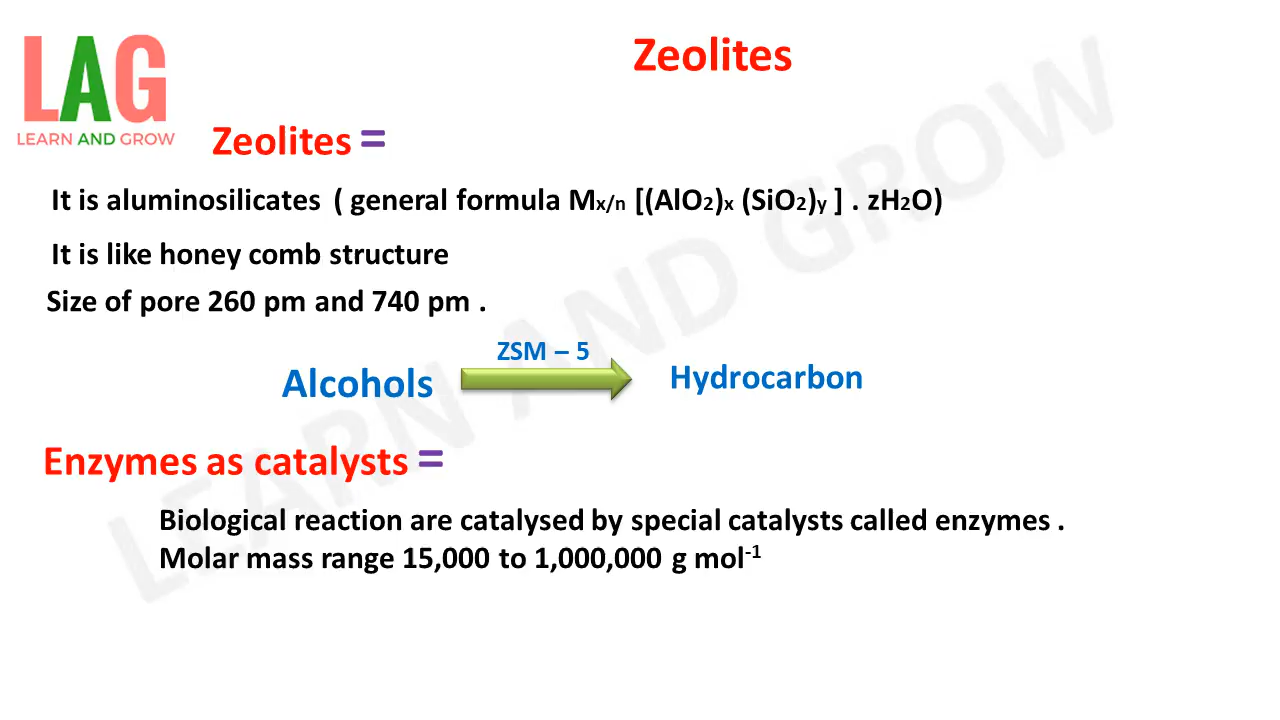 LAG
LEARN AND GROW
Zeolites
Zeolites =
It is aluminosilicates ( general formula Mx/n [(AlO2)x (SiO2)y ] . zH2O)
It is like honey comb structure
Size of pore 260 pm and 740 pm .
ZSM – 5
Alcohols
Hydrocarbon
Enzymes as catalysts =
Biological reaction are catalysed by special catalysts called enzymes .
Molar mass range 15,000 to 1,000,000 g mol-1
LEARN AND GROW